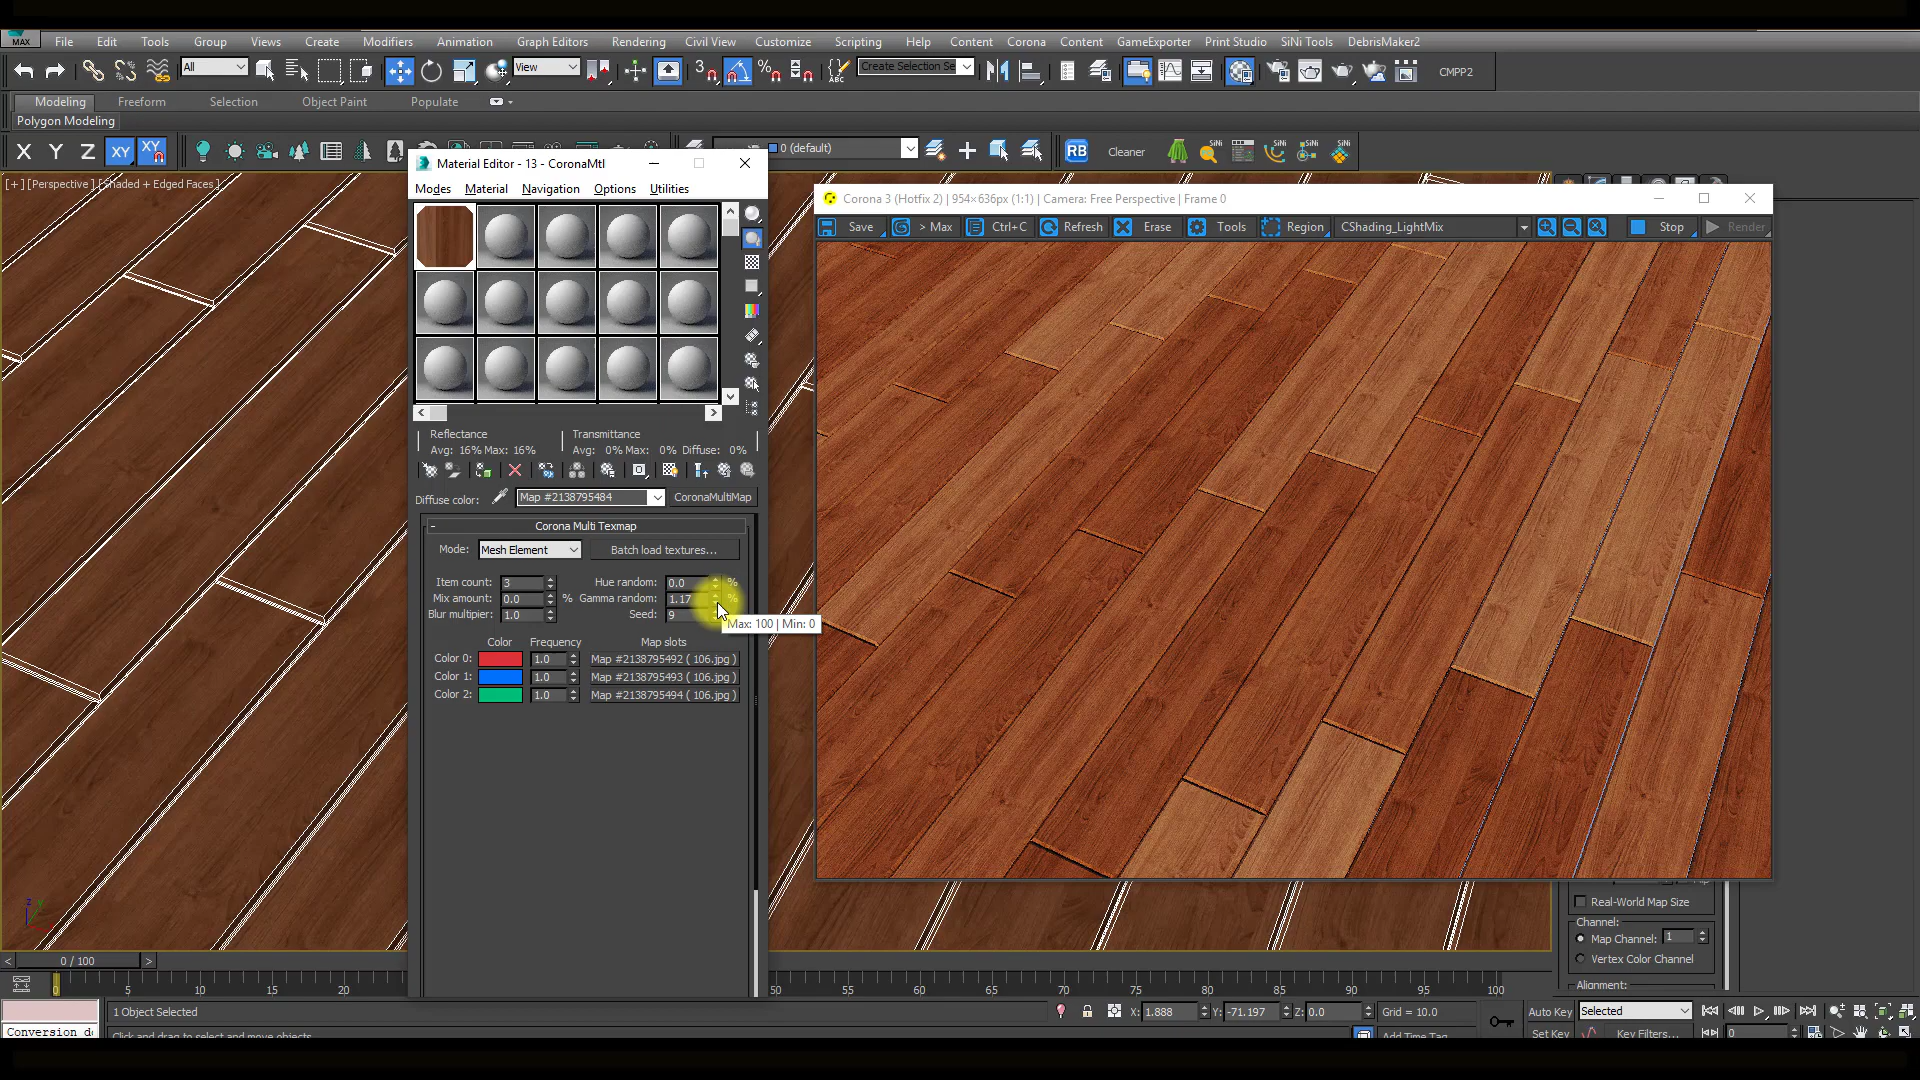 MAX File Edit Tools Group Views Create Modifiers Animation Graph Editors Rendering Civil View Customize Scripting Help Content Corona Content GameExporter Print Studio SiNi Tools DebrisMaker2
All View 3 % ABC Create Selection Se CMPP2
Modeling Freeform Selection Object Paint Populate
Polygon Modeling
X Y Z XY XY 0 (default) RB Cleaner SiNi
[+] [Perspective] [Shaded + Edged Faces]
Material Editor - 13 - CoronaMtl
Modes Material Navigation Options Utilities
Reflectance Transmittance
Avg: 16% Max: 16% Avg: 0% Max: 0% Diffuse: 0%
Diffuse color: Map #2138795484 CoronaMultiMap
- Corona Multi Texmap
Mode: Mesh Element Batch load textures...
Item count: 3 Hue random: 0.0 %
Mix amount: 0.0 % Gamma random: 1.17 %
Blur multipier: 1.0 Seed: 9
Max: 100 | Min: 0
Color Frequency Map slots
Color 0: 1.0 Map #2138795492 ( 106.jpg )
Color 1: 1.0 Map #2138795493 ( 106.jpg )
Color 2: 1.0 Map #2138795494 ( 106.jpg )
Corona 3 (Hotfix 2) | 954×636px (1:1) | Camera: Free Perspective | Frame 0
Save > Max Ctrl+C Refresh Erase Tools Region CShading_LightMix Stop Render
Real-World Map Size
Channel:
Map Channel: 1
Vertex Color Channel
Alignment:
< 0 / 100 >
0 5 10 15 20 50 55 60 65 70 75 80 85 90 95 100
1 Object Selected X: 1.888 Y: -71.197 Z: 0.0 Grid = 10.0 Auto Key Selected
Conversion d Click and drag to select and move objects Add Time Tag Set Key Key Filters... 0